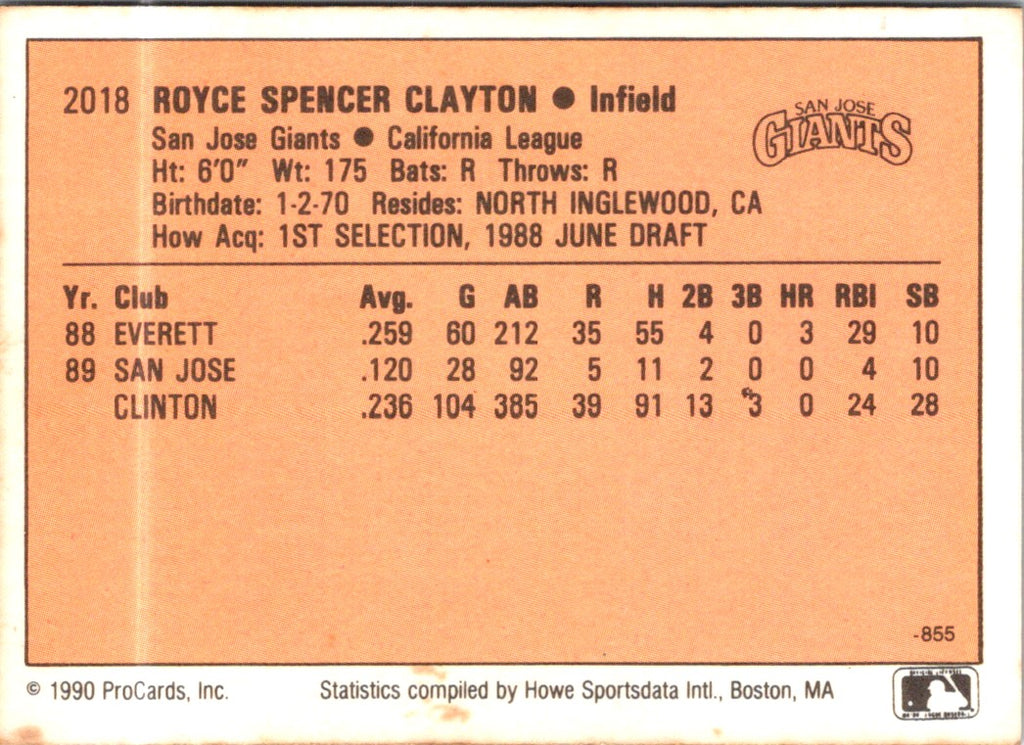 2018 ROYCE SPENCER CLAYTON ● Infield
SAN JOSE
GIANTS
San Jose Giants ● California League
Ht: 6'0" Wt: 175 Bats: R Throws: R
Birthdate: 1-2-70 Resides: NORTH INGLEWOOD, CA
How Acq: 1ST SELECTION, 1988 JUNE DRAFT
Yr. Club Avg. G AB R H 2B 3B HR RBI SB
88 EVERETT .259 60 212 35 55 4 0 3 29 10
89 SAN JOSE .120 28 92 5 11 2 0 0 4 10
CLINTON .236 104 385 39 91 13 3 0 24 28
-855
© 1990 ProCards, Inc. Statistics compiled by Howe Sportsdata Intl., Boston, MA